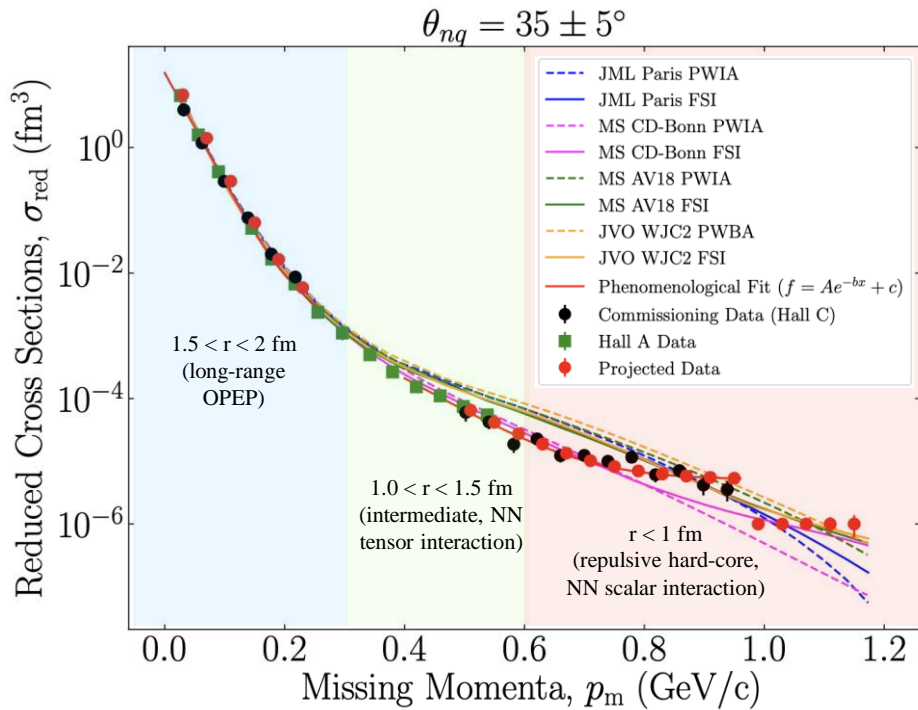 θnq = 35 ± 5°
Reduced Cross Sections, σred (fm³)
10⁰
10⁻²
10⁻⁴
10⁻⁶
JML Paris PWIA
JML Paris FSI
MS CD-Bonn PWIA
MS CD-Bonn FSI
MS AV18 PWIA
MS AV18 FSI
JVO WJC2 PWBA
JVO WJC2 FSI
Phenomenological Fit (f = Ae⁻ᵇˣ + c)
Commissioning Data (Hall C)
Hall A Data
Projected Data
1.5 < r < 2 fm
(long-range
OPEP)
1.0 < r < 1.5 fm
(intermediate, NN
tensor interaction)
r < 1 fm
(repulsive hard-core,
NN scalar interaction)
0.0 0.2 0.4 0.6 0.8 1.0 1.2
Missing Momenta, pm (GeV/c)